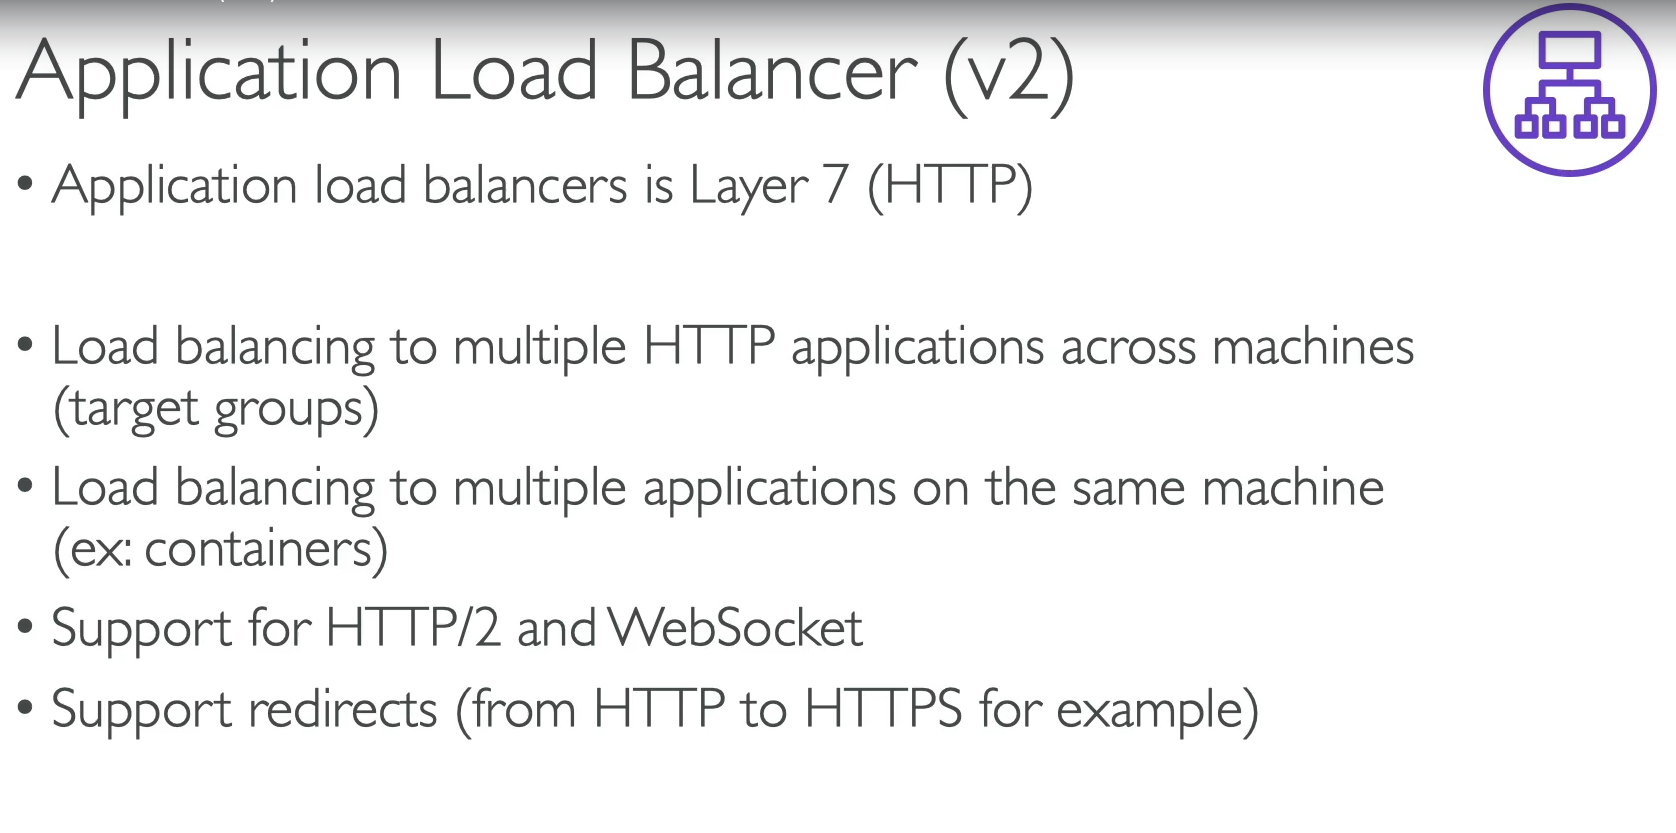 Application Load Balancer (v2)
• Application load balancers is Layer 7 (HTTP)
• Load balancing to multiple HTTP applications across machines
(target groups)
• Load balancing to multiple applications on the same machine
(ex: containers)
• Support for HTTP/2 and WebSocket
• Support redirects (from HTTP to HTTPS for example)